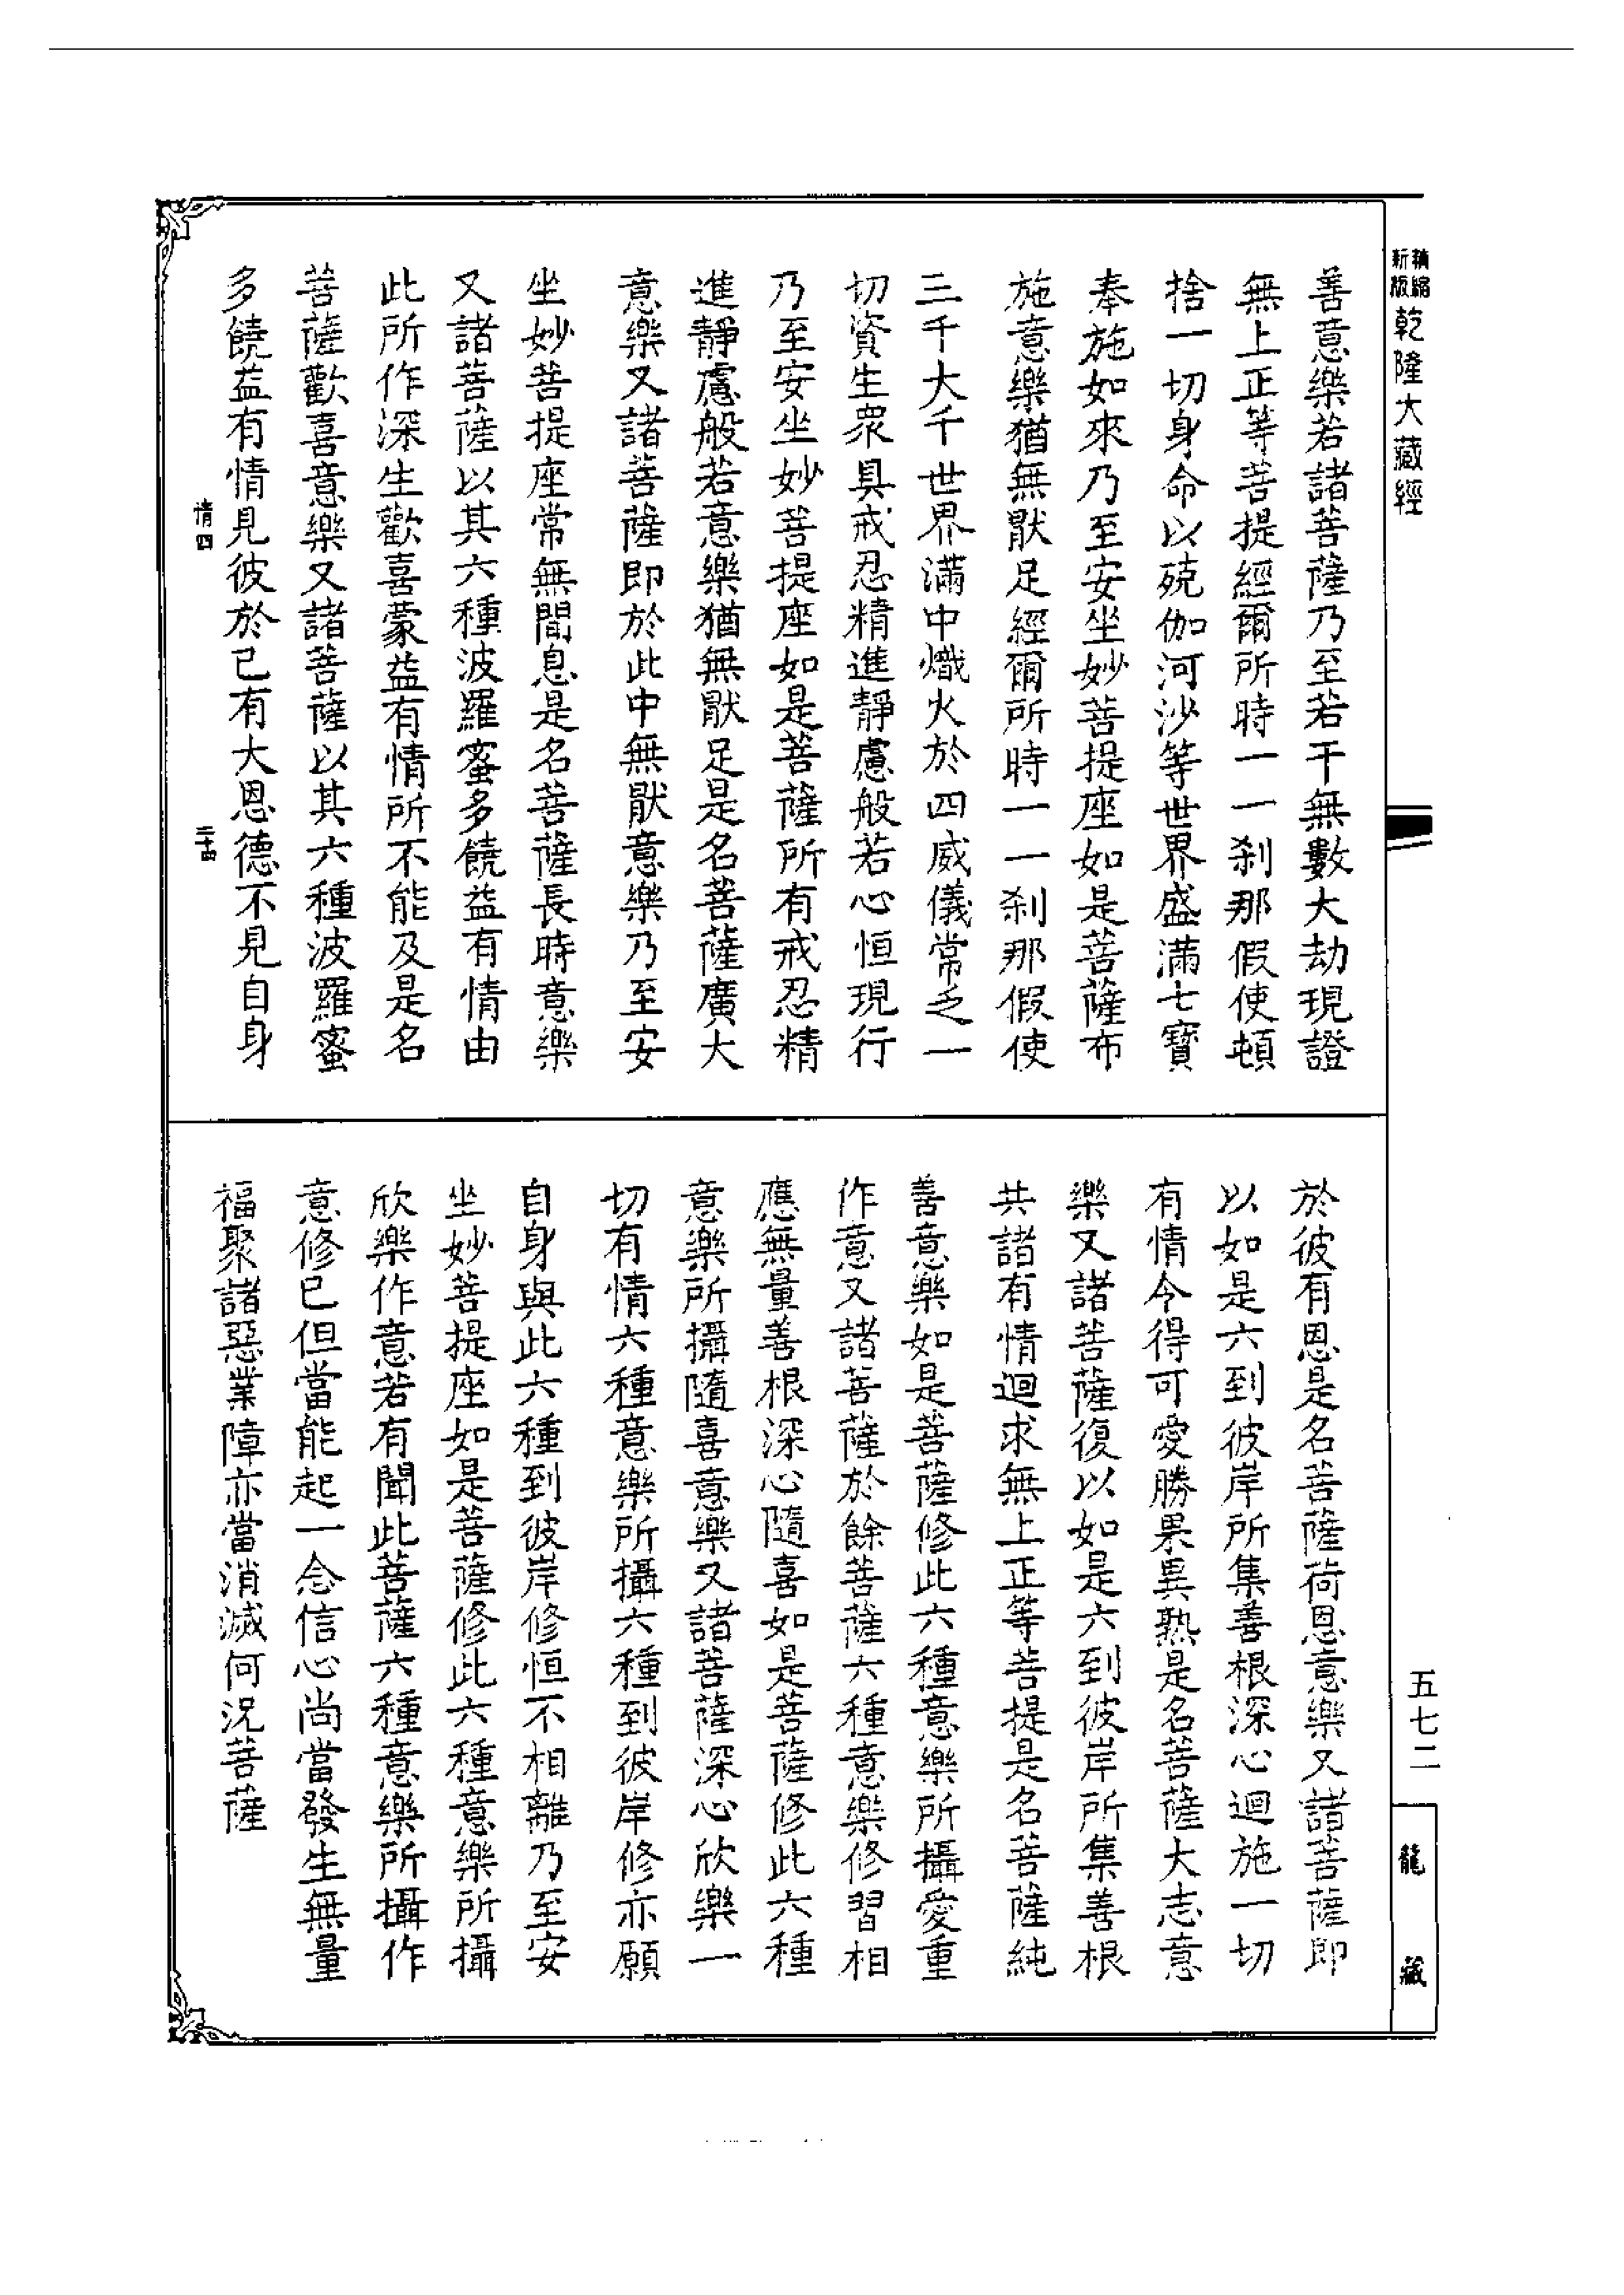 新版精縮乾隆大藏經
善意樂若諸菩薩乃至若干無數大劫現證
無上正等菩提經爾所時一一剎那假使頓
捨一切身命以殑伽河沙等世界盛滿七寶
奉施如來乃至安坐妙菩提座如是菩薩布
施意樂猶無猒足經爾所時一一剎那假使
三千大千世界滿中熾火於四威儀常乏一
切資生眾具戒忍精進靜慮般若心恒現行
乃至安坐妙菩提座如是菩薩所有戒忍精
進靜慮般若意樂猶無猒足是名菩薩廣大
意樂又諸菩薩即於此中無猒意樂乃至安
坐妙菩提座常無間息是名菩薩長時意樂
又諸菩薩以其六種波羅蜜多饒益有情由
此所作深生歡喜蒙益有情所不能及是名
菩薩歡喜意樂又諸菩薩以其六種波羅蜜
多饒益有情見彼於己有大恩德不見自身
情四
二十四
於彼有恩是名菩薩荷恩意樂又諸菩薩即
以如是六到彼岸所集善根深心迴施一切
有情令得可愛勝果異熟是名菩薩大志意
樂又諸菩薩復以如是六到彼岸所集善根
共諸有情迴求無上正等菩提是名菩薩純
善意樂如是菩薩修此六種意樂所攝愛重
作意又諸菩薩於餘菩薩六種意樂修習相
應無量善根深心隨喜如是菩薩修此六種
意樂所攝隨喜意樂又諸菩薩深心欣樂一
切有情六種意樂所攝六種到彼岸修亦願
自身與此六種到彼岸修恒不相離乃至安
坐妙菩提座如是菩薩修此六種意樂所攝
欣樂作意若有聞此菩薩六種意樂所攝作
意修已但當能起一念信心尚當發生無量
福聚諸惡業障亦當消滅何況菩薩
五七二
龍藏